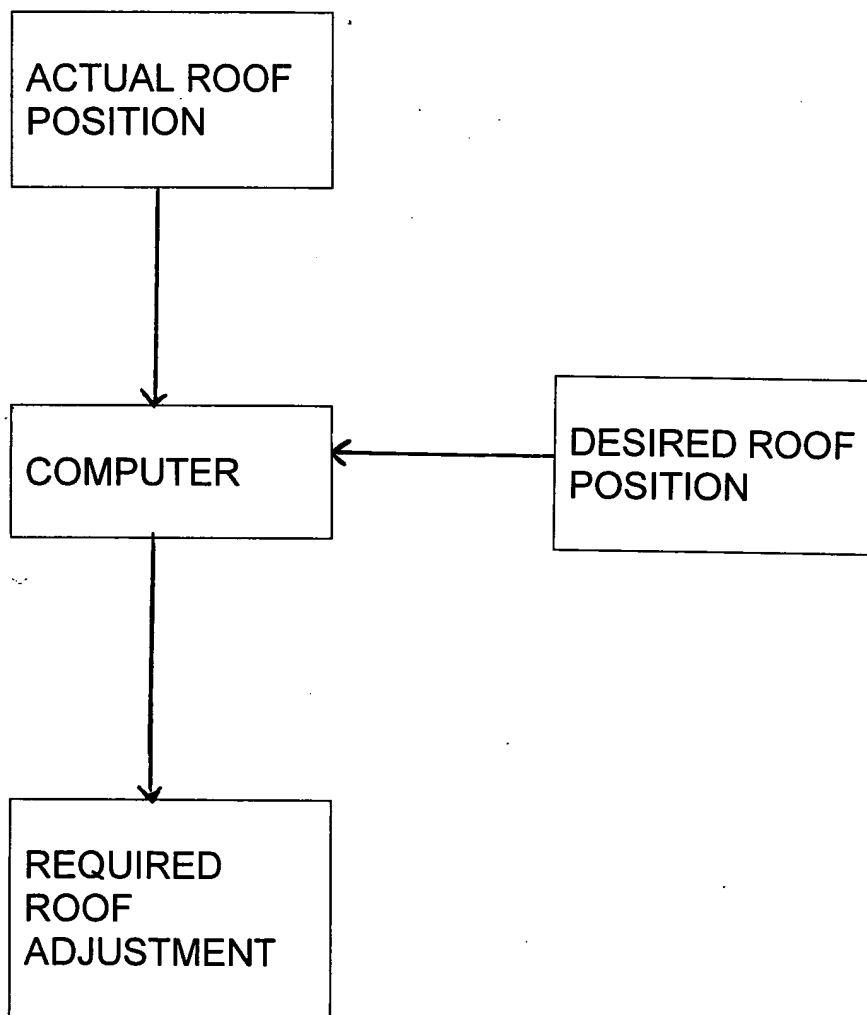 ACTUAL ROOF
POSITION
COMPUTER
DESIRED ROOF
POSITION
REQUIRED
ROOF
ADJUSTMENT